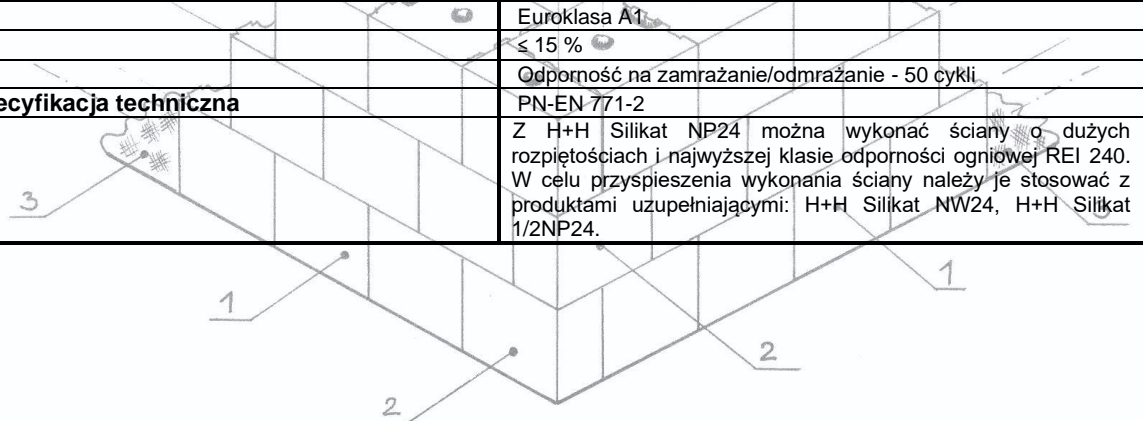 Euroklasa A1
≤ 15 %
Odporność na zamrażanie/odmrażanie - 50 cykli
ecyfikacja techniczna PN-EN 771-2
Z H+H Silikat NP24 można wykonać ściany o dużych
rozpiętościach i najwyższej klasie odporności ogniowej REI 240.
W celu przyspieszenia wykonania ściany należy je stosować z
produktami uzupełniającymi: H+H Silikat NW24, H+H Silikat
1/2NP24.
3
1
1
2
2